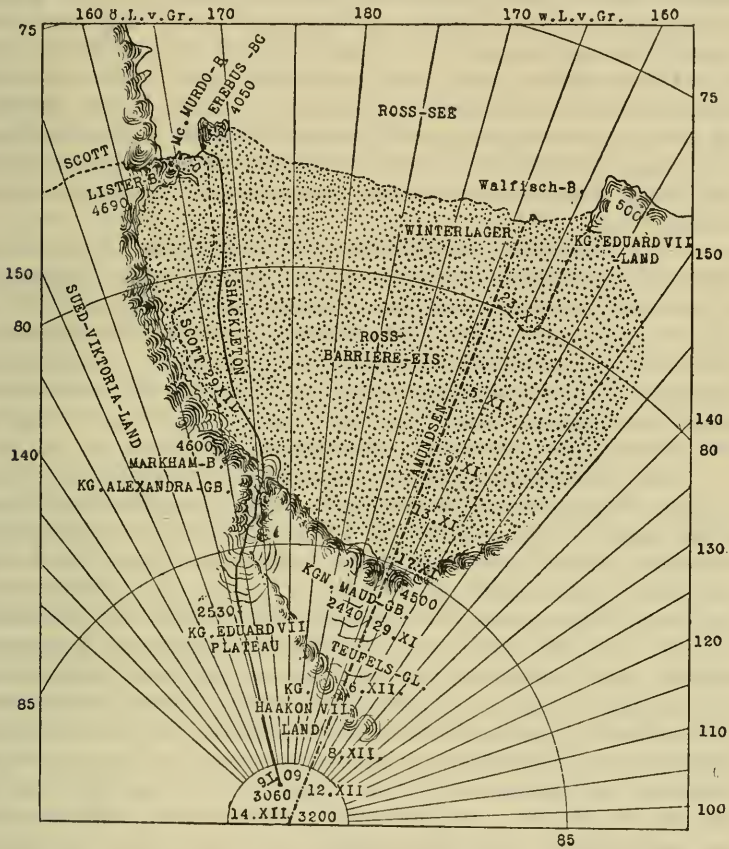 160 ö.L.v.Gr.
170
180
170 w.L.v.Gr.
160
75
75
Mc. MURDO-B.
EREBUS-BG
4050
ROSS-SEE
SCOTT
LISTER B.
4690
Walfisch-B.
WINTERLAGER
500
KG. EDUARD VII
-LAND
150
150
80
SUED-VIKTORIA-LAND
SCOTT 29.XII.
SHACKLETON
ROSS-
BARRIÈRE-EIS
AMUNDSEN
5.XI.
9.XI
13.XI
17.XI
140
80
4600
MARKHAM-B.
KG. ALEXANDRA-GB.
140
130
4500
KGN. MAUD-GB.
2440
29.XI
2530
KG. EDUARD VII
PLATEAU
TEUFELS-GL.
6.XII.
KG.
HAAKON VII
LAND
8.XII.
120
85
110
100
3060
12.XII
14.XII
3200
85